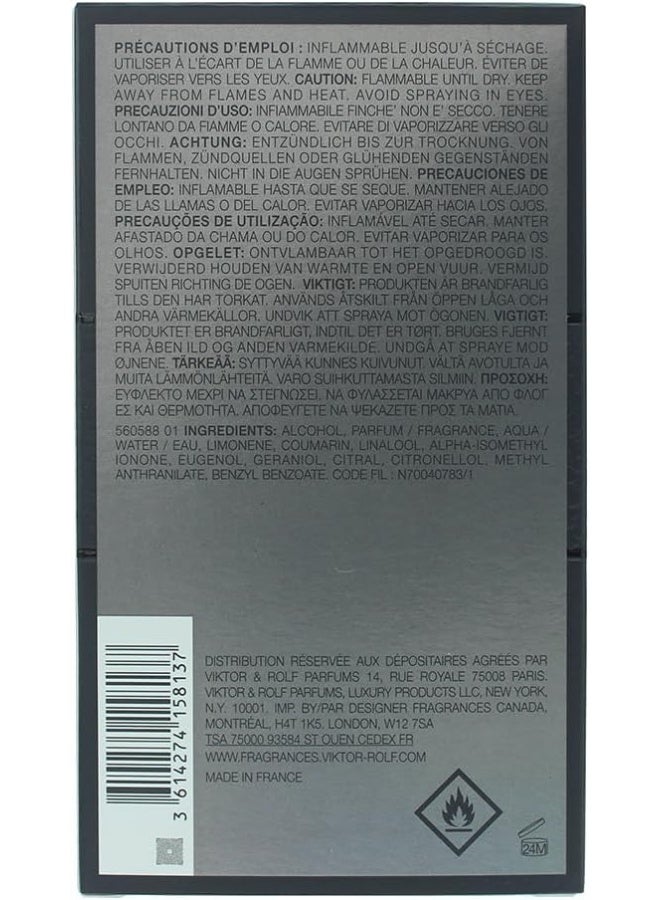 PRÉCAUTIONS D'EMPLOI : INFLAMMABLE JUSQU'À SÉCHAGE.
UTILISER À L'ÉCART DE LA FLAMME OU DE LA CHALEUR. ÉVITER DE
VAPORISER VERS LES YEUX. CAUTION: FLAMMABLE UNTIL DRY. KEEP
AWAY FROM FLAMES AND HEAT. AVOID SPRAYING IN EYES.
PRECAUZIONI D'USO: INFIAMMABILE FINCHE' NON E' SECCO. TENERE
LONTANO DA FIAMME O CALORE. EVITARE DI VAPORIZZARE VERSO GLI
OCCHI. ACHTUNG: ENTZÜNDLICH BIS ZUR TROCKNUNG. VON
FLAMMEN, ZÜNDQUELLEN ODER GLÜHENDEN GEGENSTÄNDEN
FERNHALTEN. NICHT IN DIE AUGEN SPRÜHEN. PRECAUCIONES DE
EMPLEO: INFLAMABLE HASTA QUE SE SEQUE. MANTENER ALEJADO
DE LAS LLAMAS O DEL CALOR. EVITAR VAPORIZAR HACIA LOS OJOS.
PRECAUÇÕES DE UTILIZAÇÃO: INFLAMÁVEL ATÉ SECAR. MANTER
AFASTADO DA CHAMA OU DO CALOR. EVITAR VAPORIZAR PARA OS
OLHOS. OPGELET: ONTVLAMBAAR TOT HET OPGEDROOGD IS.
VERWIJDERD HOUDEN VAN WARMTE EN OPEN VUUR. VERMIJD
SPUITEN RICHTING DE OGEN. VIKTIGT: PRODUKTEN ÄR BRANDFARLIG
TILLS DEN HAR TORKAT. ANVÄNDS ÅTSKILT FRÅN ÖPPEN LÅGA OCH
ANDRA VÄRMEKÄLLOR. UNDVIK ATT SPRAYA MOT ÖGONEN. VIGTIGT:
PRODUKTET ER BRANDFARLIGT, INDTIL DET ER TØRT. BRUGES FJERNT
FRA ÅBEN ILD OG ANDEN VARMEKILDE. UNDGÅ AT SPRAYE MOD
ØJNENE. TÄRKEÄÄ: SYTTYVÄÄ KUNNES KUIVUNUT. VÄLTÄ AVOTULTA JA
MUITA LÄMMÖNLÄHTEITÄ. VARO SUIHKUTTAMASTA SILMIIN. ΠΡΟΣΟΧΗ:
ΕΥΦΛΕΚΤΟ ΜΕΧΡΙ ΝΑ ΣΤΕΓΝΩΣΕΙ. ΝΑ ΦΥΛΑΣΣΕΤΑΙ ΜΑΚΡΥΑ ΑΠΟ ΦΛΟΓ
ΕΣ ΚΑΙ ΘΕΡΜΟΤΗΤΑ. ΑΠΟΦΕΥΓΕΤΕ ΝΑ ΨΕΚΑΖΕΤΕ ΠΡΟΣ ΤΑ ΜΑΤΙΑ.
560588 01 INGREDIENTS: ALCOHOL, PARFUM / FRAGRANCE, AQUA /
WATER / EAU, LIMONENE, COUMARIN, LINALOOL, ALPHA-ISOMETHYL
IONONE, EUGENOL, GERANIOL, CITRAL, CITRONELLOL, METHYL
ANTHRANILATE, BENZYL BENZOATE. CODE FIL : N70040783/1
3 614274 158137
DISTRIBUTION RÉSERVÉE AUX DÉPOSITAIRES AGRÉÉS PAR
VIKTOR & ROLF PARFUMS 14, RUE ROYALE 75008 PARIS.
VIKTOR & ROLF PARFUMS, LUXURY PRODUCTS LLC, NEW YORK,
N.Y. 10001. IMP. BY/PAR DESIGNER FRAGRANCES CANADA,
MONTRÉAL, H4T 1K5. LONDON, W12 7SA
TSA 75000 93584 ST OUEN CEDEX FR
WWW.FRAGRANCES.VIKTOR-ROLF.COM
MADE IN FRANCE
24M